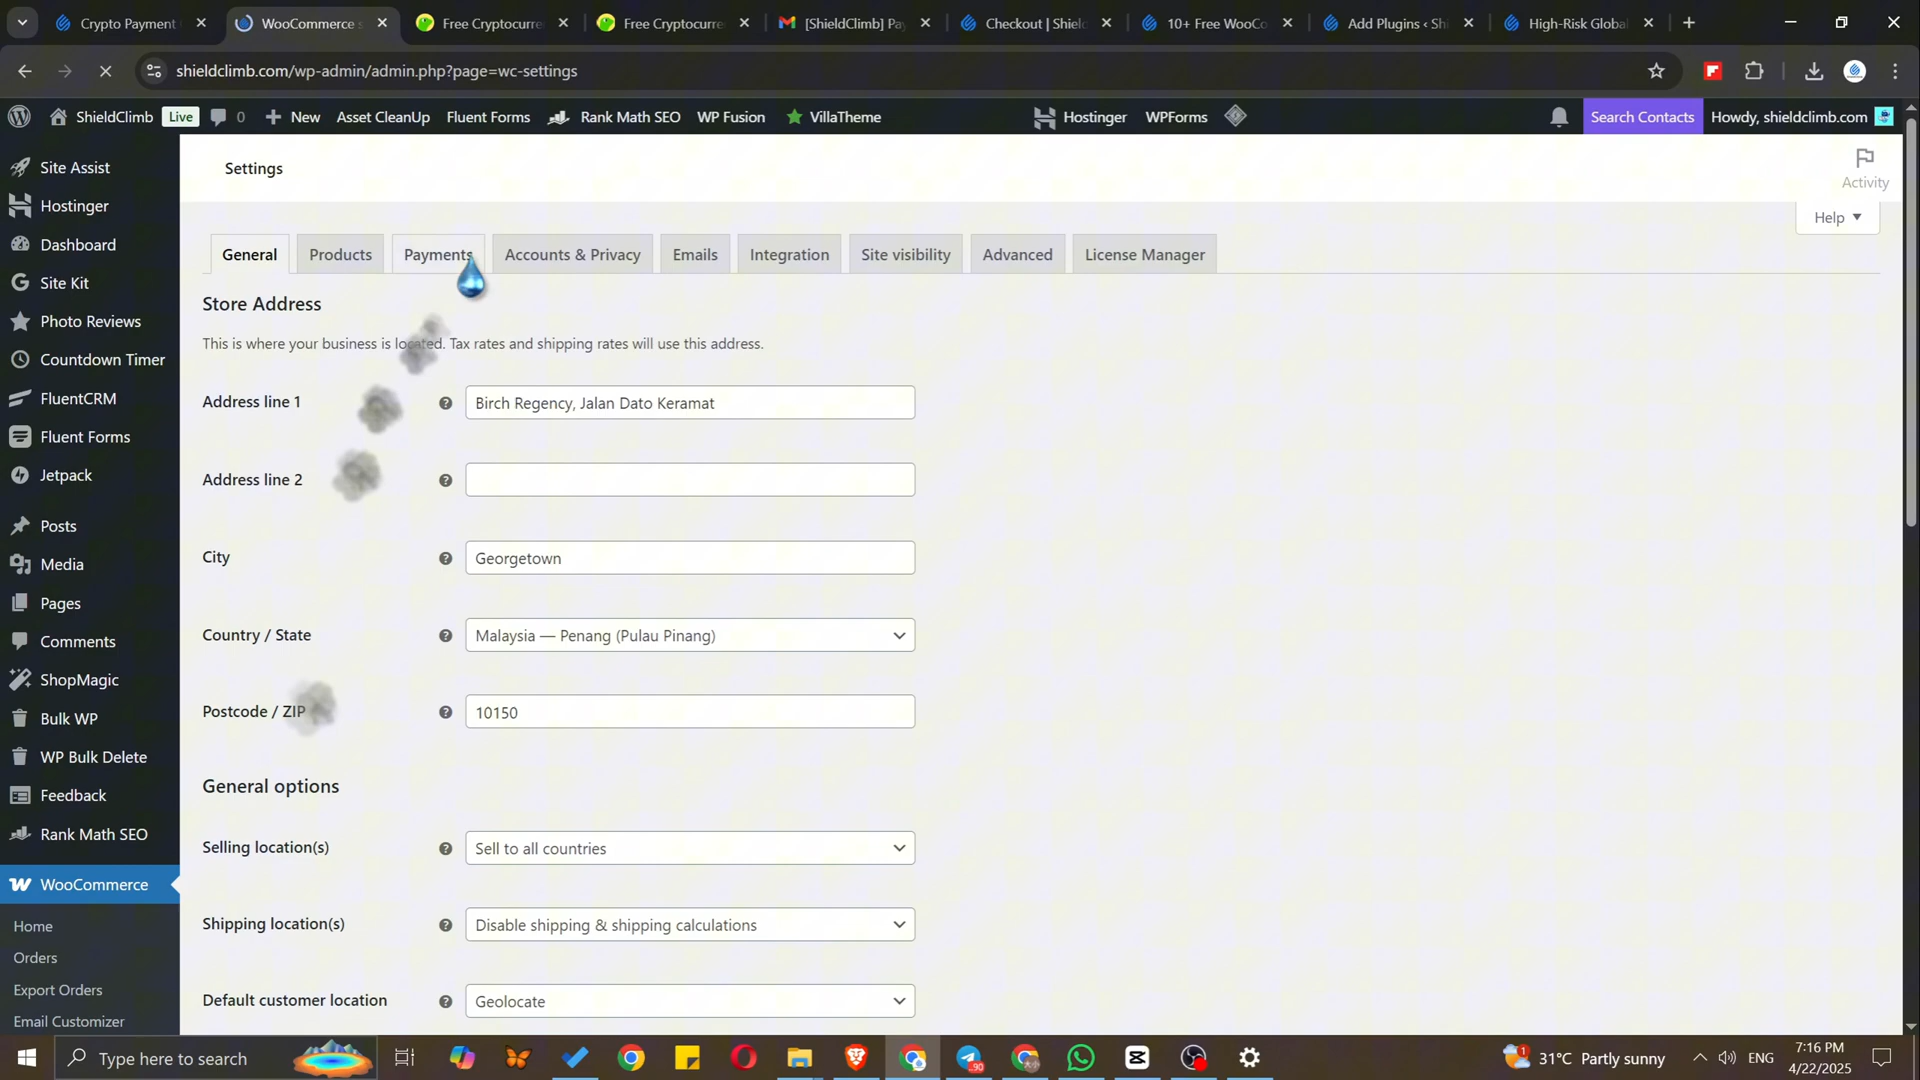 Crypto Payment
WooCommerce s
Free Cryptocurre
Free Cryptocurre
[ShieldClimb] Pay
Checkout | Shield
10+ Free WooCo
Add Plugins ‹ Shi
High-Risk Global
shieldclimb.com/wp-admin/admin.php?page=wc-settings
ShieldClimb
Live
0
New
Asset CleanUp
Fluent Forms
Rank Math SEO
WP Fusion
VillaTheme
Hostinger
WPForms
Search Contacts
Howdy, shieldclimb.com
Site Assist
Hostinger
Dashboard
Site Kit
Photo Reviews
Countdown Timer
FluentCRM
Fluent Forms
Jetpack
Posts
Media
Pages
Comments
ShopMagic
Bulk WP
WP Bulk Delete
Feedback
Rank Math SEO
WooCommerce
Home
Orders
Export Orders
Email Customizer
Settings
Activity
Help
General
Products
Payments
Accounts & Privacy
Emails
Integration
Site visibility
Advanced
License Manager
Store Address
This is where your business is located. Tax rates and shipping rates will use this address.
Address line 1
Birch Regency, Jalan Dato Keramat
Address line 2
City
Georgetown
Country / State
Malaysia — Penang (Pulau Pinang)
Postcode / ZIP
10150
General options
Selling location(s)
Sell to all countries
Shipping location(s)
Disable shipping & shipping calculations
Default customer location
Geolocate
Type here to search
90
1
31°C Partly sunny
ENG
7:16 PM
4/22/2025